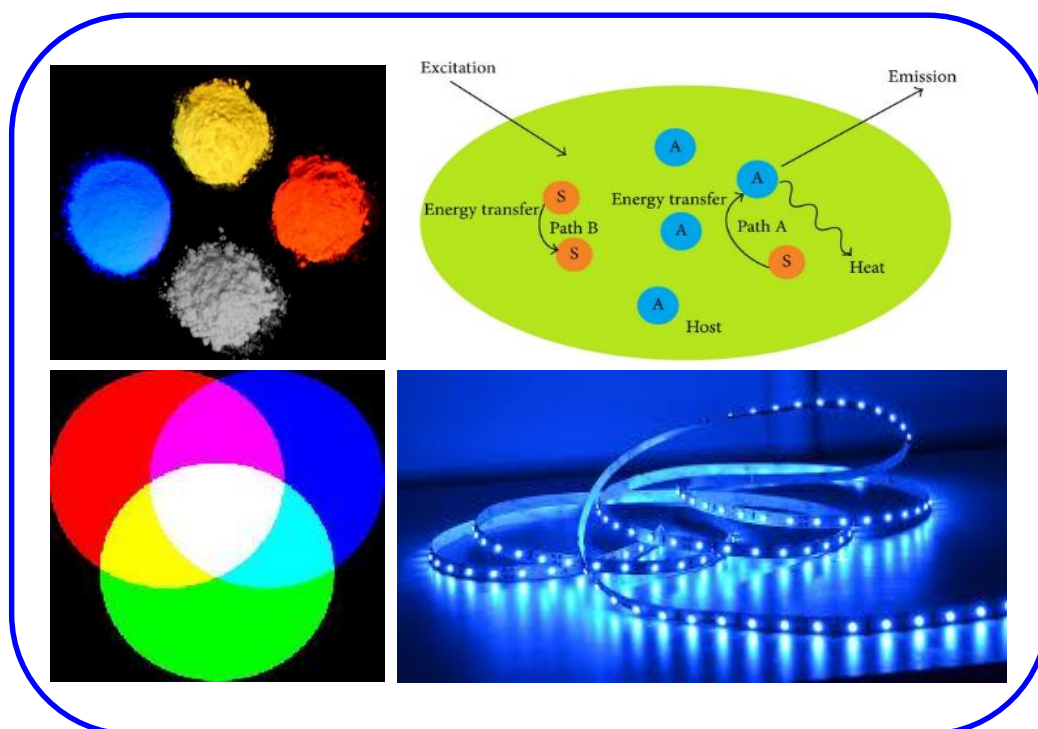 Excitation
Emission
A
A
S
Energy transfer
Energy transfer
Path B
A
Path A
S
S
Heat
A
Host